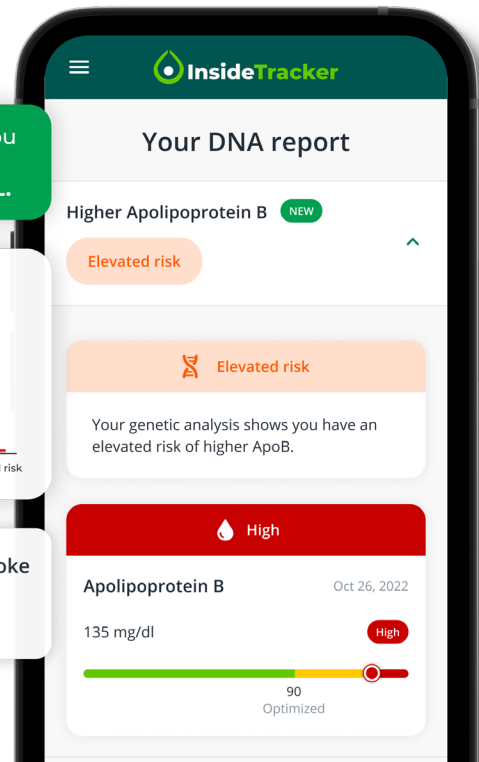 InsideTracker
Your DNA report
Higher Apolipoprotein B NEW
Elevated risk
Elevated risk
Your genetic analysis shows you have an
elevated risk of higher ApoB.
High
Apolipoprotein B Oct 26, 2022
135 mg/dl High
90
Optimized
risk